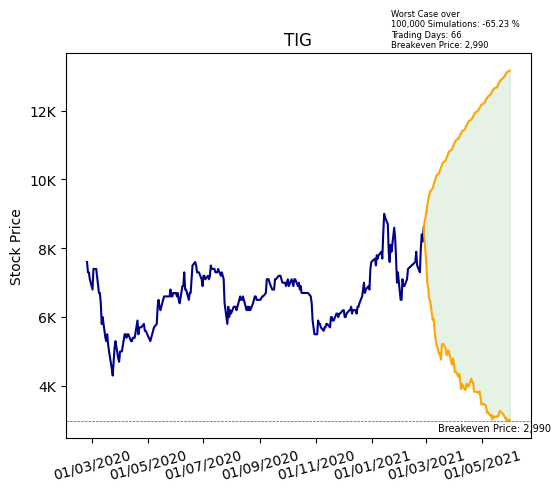 Worst Case over
100,000 Simulations: -65.23 %
Trading Days: 66
Breakeven Price: 2,990
TIG
Stock Price
12K
10K
8K
6K
4K
Breakeven Price: 2,990
01/03/2020
01/05/2020
01/07/2020
01/09/2020
01/11/2020
01/01/2021
01/03/2021
01/05/2021